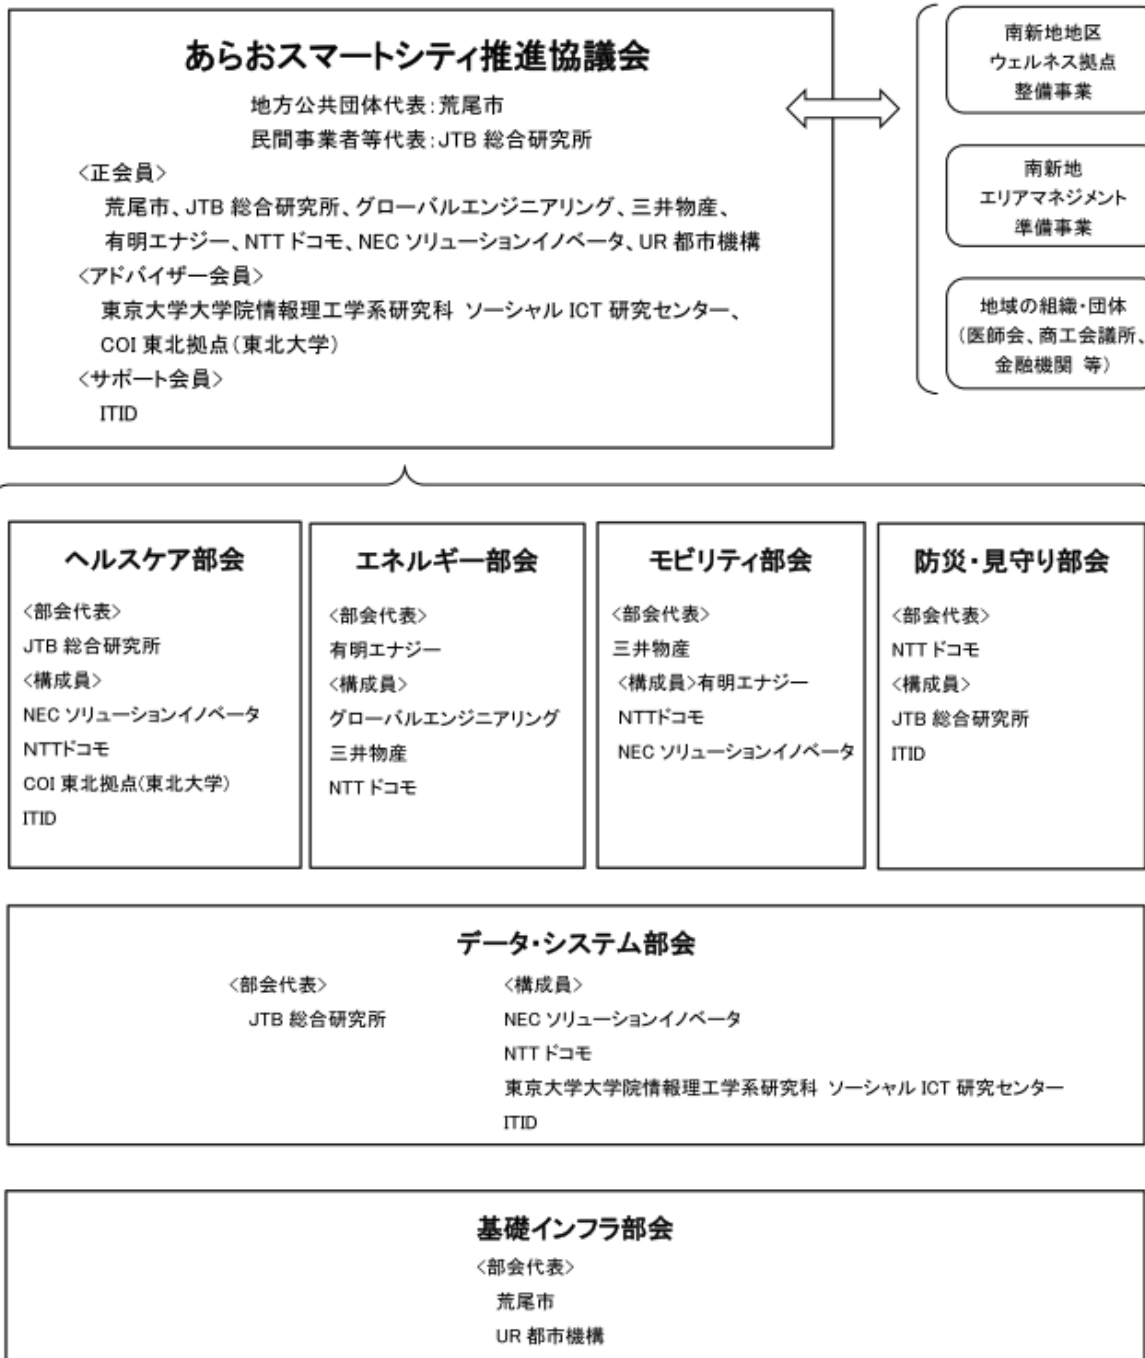 あらおスマートシティ推進協議会
地方公共団体代表：荒尾市
民間事業者等代表：JTB 総合研究所
〈正会員〉
荒尾市、JTB 総合研究所、グローバルエンジニアリング、三井物産、
有明エナジー、NTT ドコモ、NEC ソリューションイノベータ、UR 都市機構
〈アドバイザー会員〉
東京大学大学院情報理工学系研究科 ソーシャル ICT 研究センター、
COI 東北拠点（東北大学）
〈サポート会員〉
ITID
南新地地区
ウェルネス拠点
整備事業
南新地
エリアマネジメント
準備事業
地域の組織・団体
（医師会、商工会議所、
金融機関 等）
ヘルスケア部会
〈部会代表〉
JTB 総合研究所
〈構成員〉
NEC ソリューションイノベータ
NTTドコモ
COI 東北拠点(東北大学)
ITID
エネルギー部会
〈部会代表〉
有明エナジー
〈構成員〉
グローバルエンジニアリング
三井物産
NTT ドコモ
モビリティ部会
〈部会代表〉
三井物産
〈構成員〉有明エナジー
NTTドコモ
NEC ソリューションイノベータ
防災・見守り部会
〈部会代表〉
NTT ドコモ
〈構成員〉
JTB 総合研究所
ITID
データ・システム部会
〈部会代表〉
JTB 総合研究所
〈構成員〉
NEC ソリューションイノベータ
NTT ドコモ
東京大学大学院情報理工学系研究科 ソーシャル ICT 研究センター
ITID
基礎インフラ部会
〈部会代表〉
荒尾市
UR 都市機構